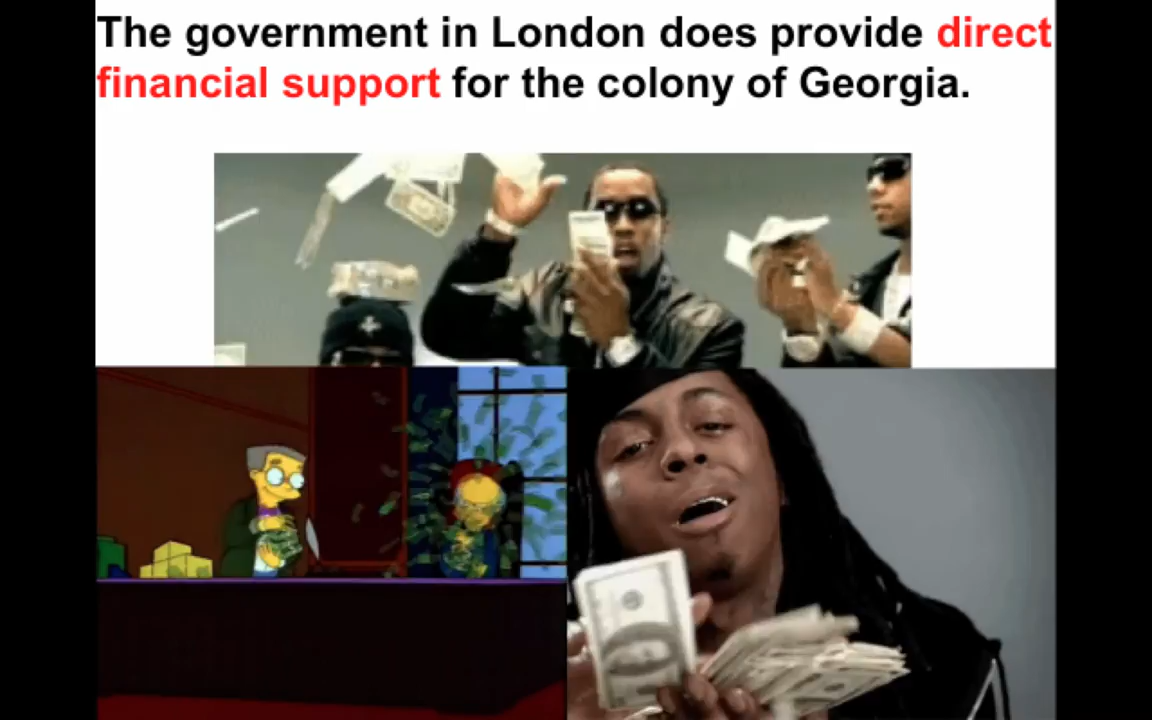 The government in London does provide direct
financial support for the colony of Georgia.